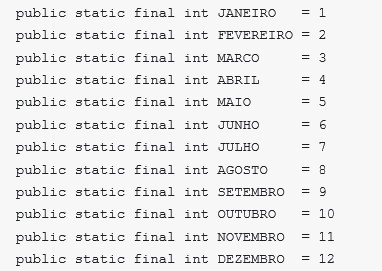 public static final int JANEIRO   = 1
public static final int FEVEREIRO = 2
public static final int MARCO     = 3
public static final int ABRIL     = 4
public static final int MAIO      = 5
public static final int JUNHO     = 6
public static final int JULHO     = 7
public static final int AGOSTO    = 8
public static final int SETEMBRO  = 9
public static final int OUTUBRO   = 10
public static final int NOVEMBRO  = 11
public static final int DEZEMBRO  = 12